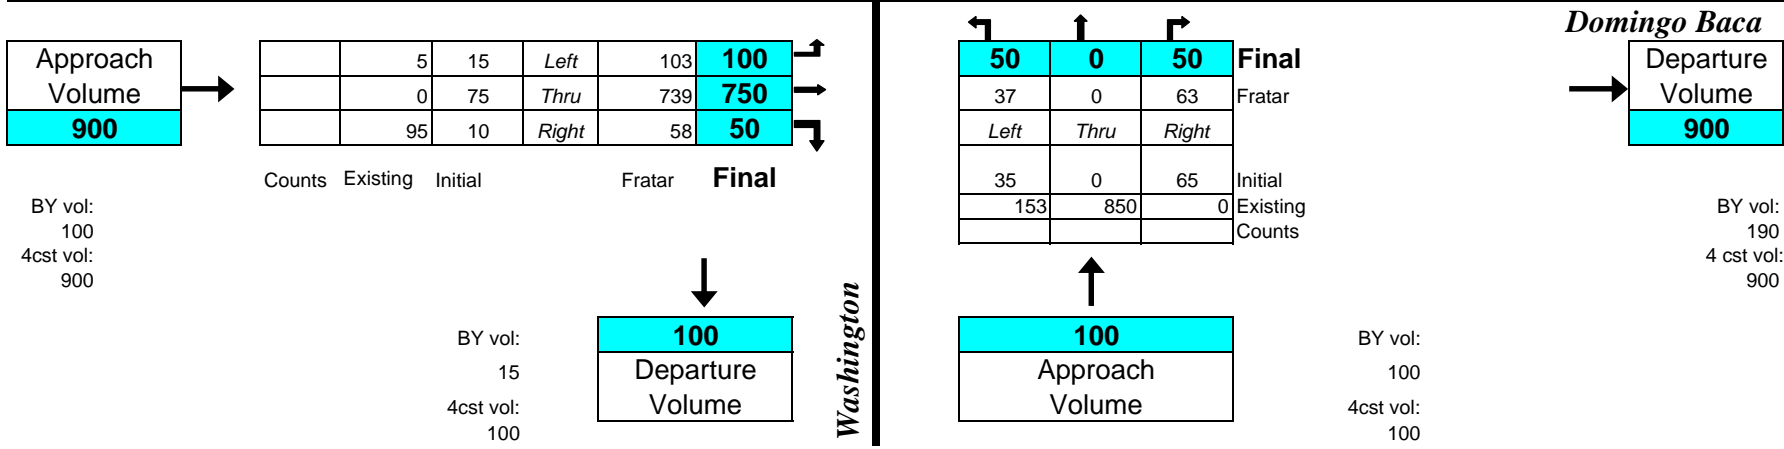 Domingo Baca
Approach
Volume
900
5 15 Left 103 100
0 75 Thru 739 750
95 10 Right 58 50
Counts Existing Initial Fratar Final
BY vol:
100
4cst vol:
900
BY vol:
15
4cst vol:
100
100
Departure
Volume
Washington
50 0 50 Final
37 0 63 Fratar
Left Thru Right
35 0 65 Initial
153 850 0 Existing
Counts
100
Approach
Volume
BY vol:
100
4cst vol:
100
Departure
Volume
900
BY vol:
190
4 cst vol:
900